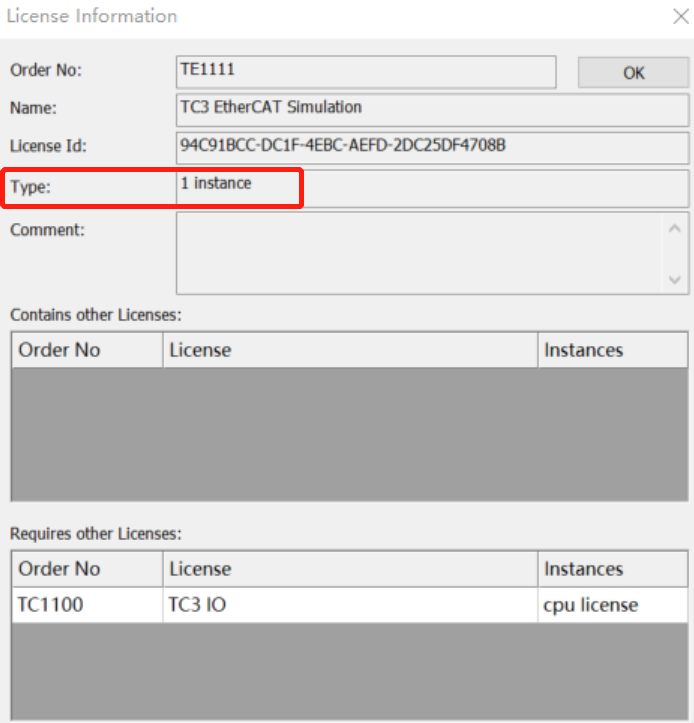 License Information
Order No: TE1111 OK
Name: TC3 EtherCAT Simulation
License Id: 94C91BCC-DC1F-4EBC-AEFD-2DC25DF4708B
Type: 1 instance
Comment:
Contains other Licenses:
Order No License Instances
Requires other Licenses:
Order No License Instances
TC1100 TC3 IO cpu license